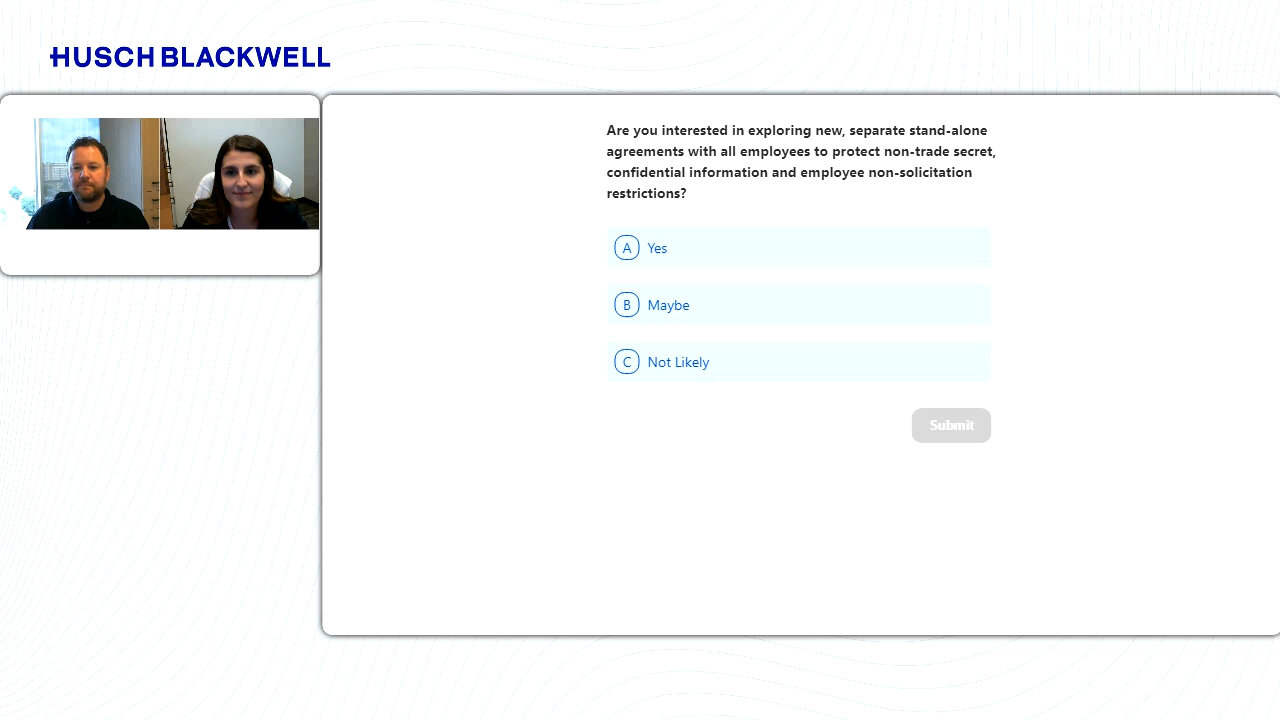 HUSCH BLACKWELL
Are you interested in exploring new, separate stand-alone
agreements with all employees to protect non-trade secret,
confidential information and employee non-solicitation
restrictions?
A Yes
B Maybe
C Not Likely
Submit